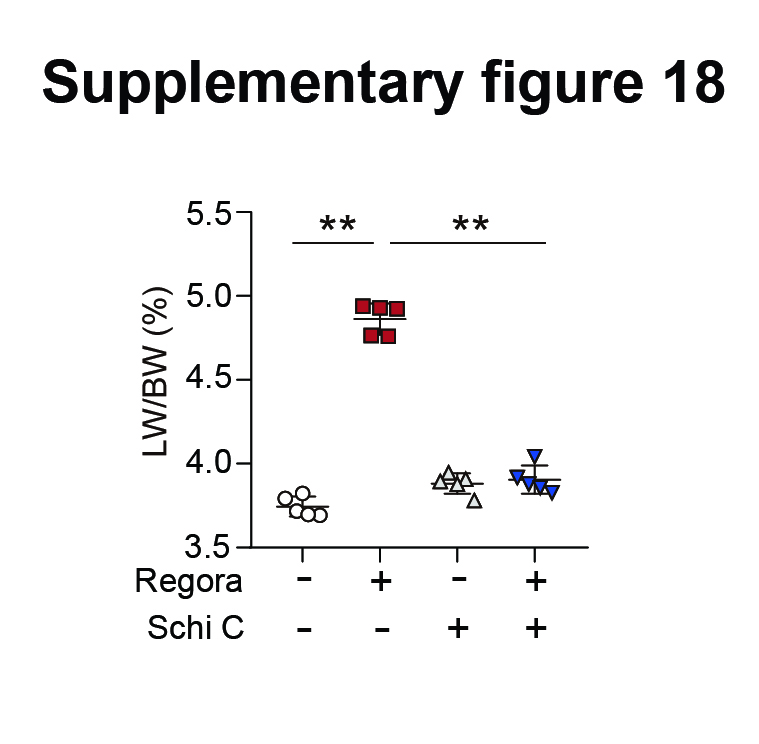 Supplementary figure 18
** **
5.5
5.0
4.5
4.0
3.5
LW/BW (%)
Regora - + - +
Schi C - - + +